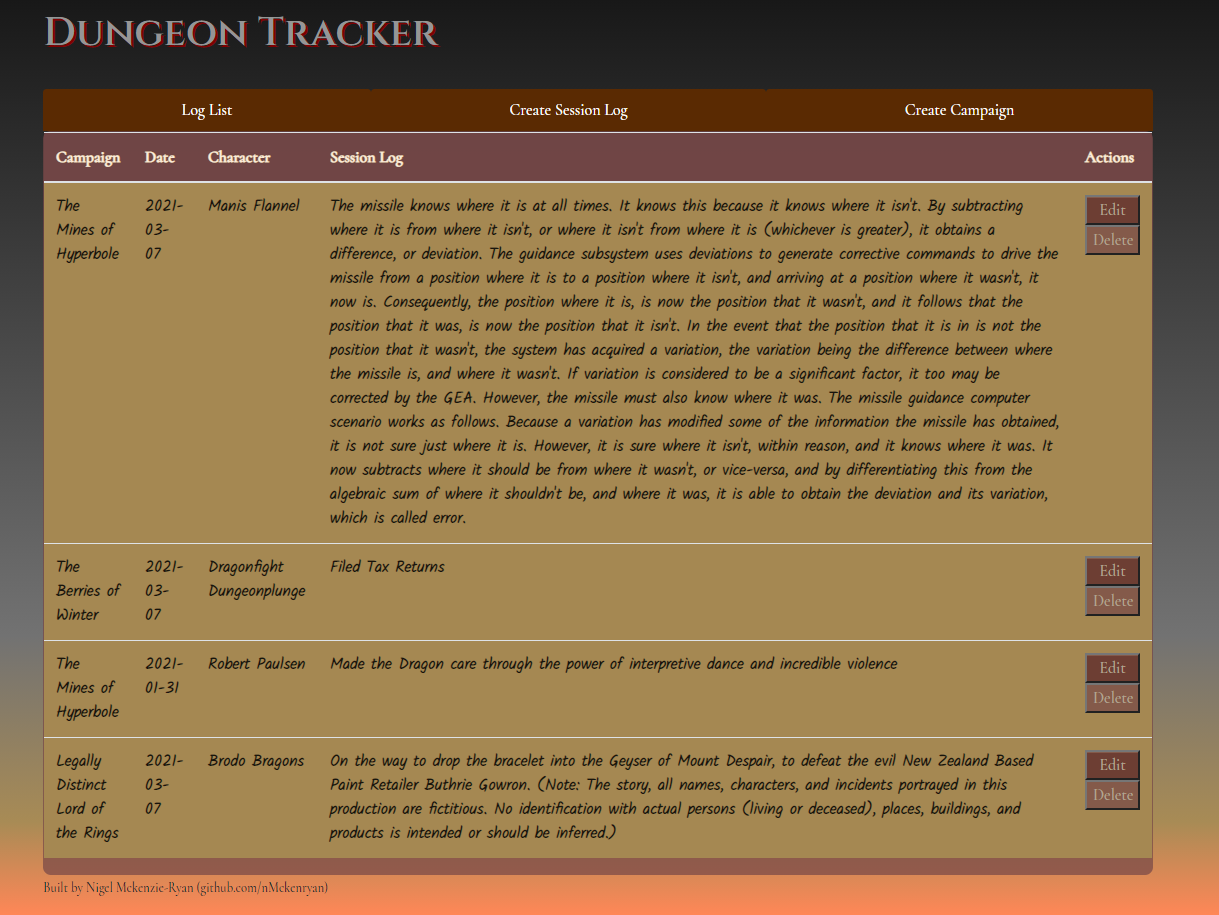 Dungeon Tracker
Log List Create Session Log Create Campaign
Campaign Date Character Session Log Actions
The Mines of Hyperbole
2021-03-07
Manis Flannel
The missile knows where it is at all times. It knows this because it knows where it isn't. By subtracting
where it is from where it isn't, or where it isn't from where it is (whichever is greater), it obtains a
difference, or deviation. The guidance subsystem uses deviations to generate corrective commands to drive the
missile from a position where it is to a position where it isn't, and arriving at a position where it wasn't, it
now is. Consequently, the position where it is, is now the position that it wasn't, and it follows that the
position that it was, is now the position that it isn't. In the event that the position that it is in is not the
position that it wasn't, the system has acquired a variation, the variation being the difference between where
the missile is, and where it wasn't. If variation is considered to be a significant factor, it too may be
corrected by the GEA. However, the missile must also know where it was. The missile guidance computer
scenario works as follows. Because a variation has modified some of the information the missile has obtained,
it is not sure just where it is. However, it is sure where it isn't, within reason, and it knows where it was. It
now subtracts where it should be from where it wasn't, or vice-versa, and by differentiating this from the
algebraic sum of where it shouldn't be, and where it was, it is able to obtain the deviation and its variation,
which is called error.
Edit
Delete
The Berries of Winter
2021-03-07
Dragonfight Dungeonplunge
Filed Tax Returns
Edit
Delete
The Mines of Hyperbole
2021-01-31
Robert Paulsen
Made the Dragon care through the power of interpretive dance and incredible violence
Edit
Delete
Legally Distinct Lord of the Rings
2021-03-07
Brodo Bragons
On the way to drop the bracelet into the Geyser of Mount Despair, to defeat the evil New Zealand Based
Paint Retailer Buthrie Gowron. (Note: The story, all names, characters, and incidents portrayed in this
production are fictitious. No identification with actual persons (living or deceased), places, buildings, and
products is intended or should be inferred.)
Edit
Delete
Built by Nigel Mckenzie-Ryan (github.com/nMckenryan)